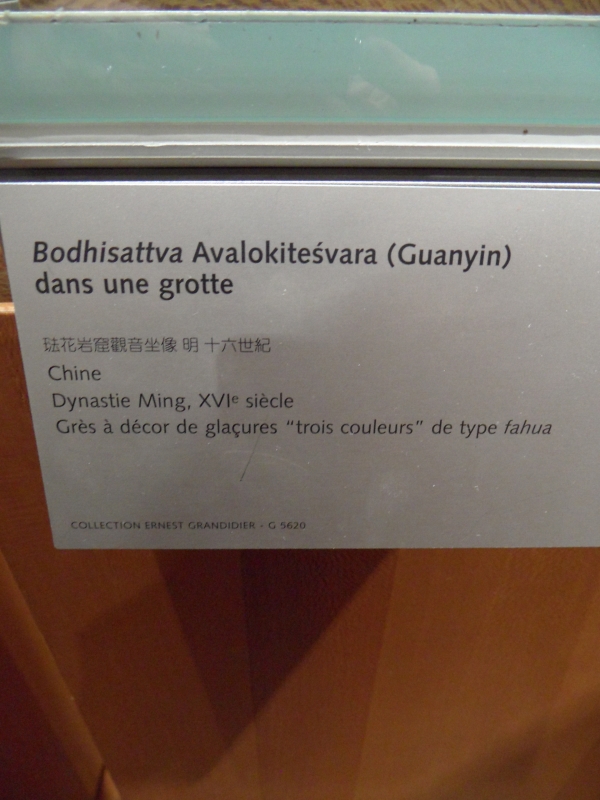 Bodhisattva Avalokiteśvara (Guanyin)
dans une grotte
琺花岩窟觀音坐像 明 十六世紀
Chine
Dynastie Ming, XVIe siècle
Grès à décor de glaçures “trois couleurs” de type fahua
COLLECTION ERNEST GRANDIDIER - G 5620